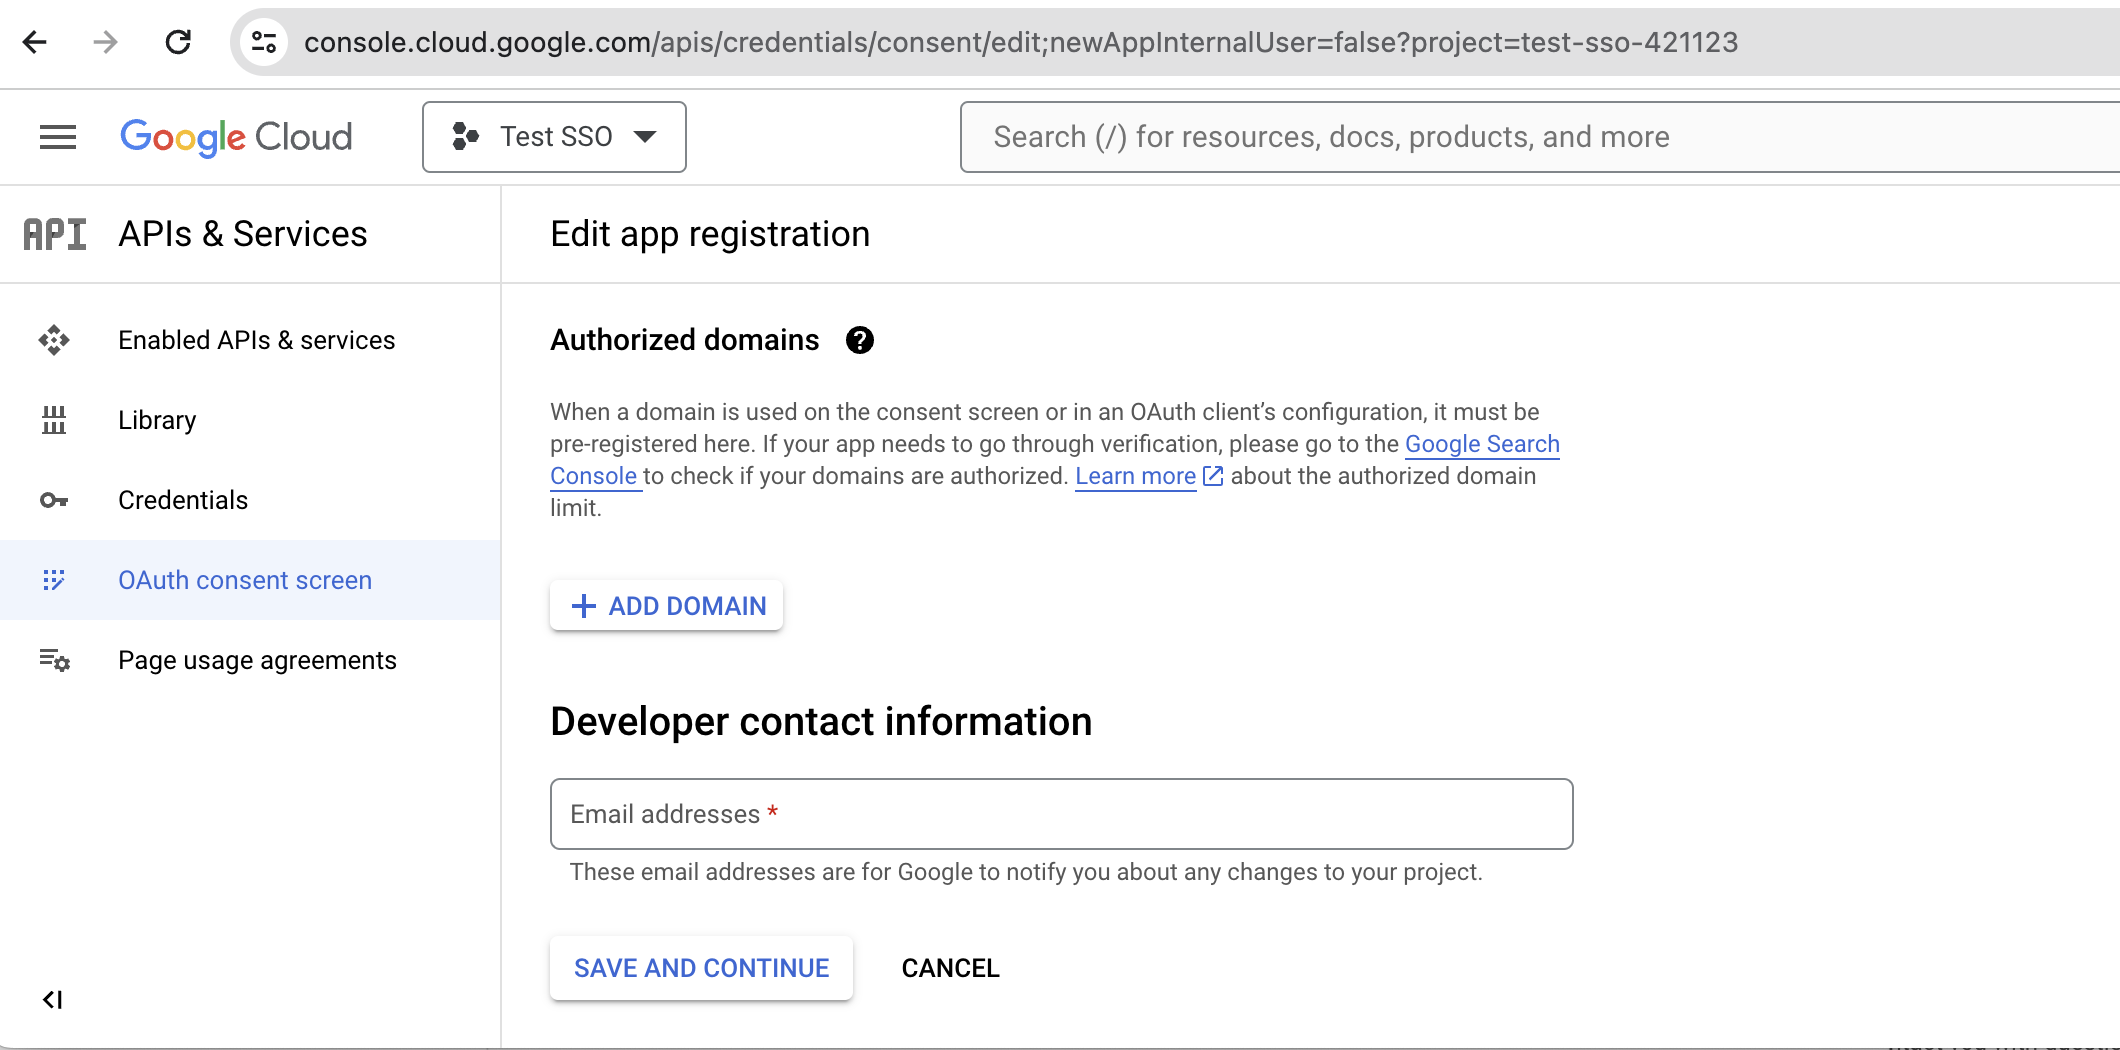 console.cloud.google.com/apis/credentials/consent/edit;newAppInternalUser=false?project=test-sso-421123
Google Cloud
Test SSO
Search (/) for resources, docs, products, and more
API
APIs & Services
Edit app registration
Enabled APIs & services
Library
Credentials
OAuth consent screen
Page usage agreements
Authorized domains
When a domain is used on the consent screen or in an OAuth client’s configuration, it must be
pre-registered here. If your app needs to go through verification, please go to the Google Search
Console to check if your domains are authorized. Learn more about the authorized domain
limit.
ADD DOMAIN
Developer contact information
Email addresses *
These email addresses are for Google to notify you about any changes to your project.
SAVE AND CONTINUE
CANCEL